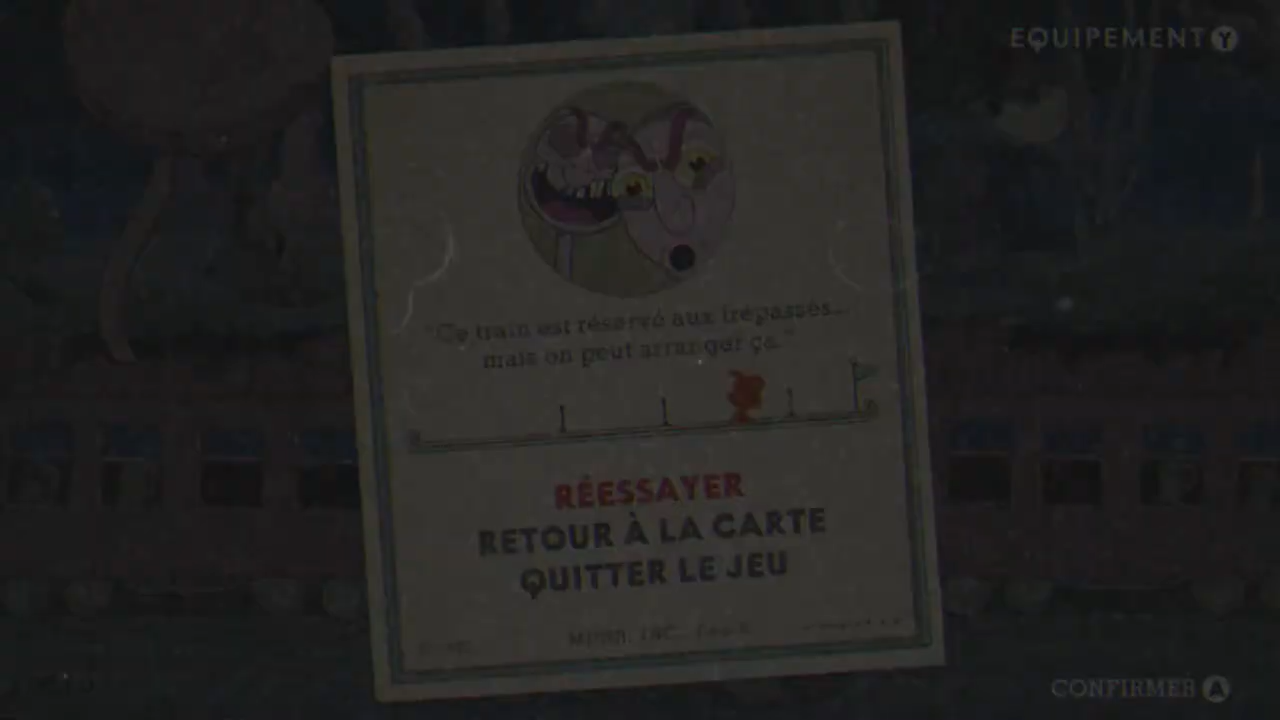 EQUIPEMENT Y
"Ce train est réservé aux trépassés...
mais on peut arranger ça."
RÉESSAYER
RETOUR À LA CARTE
QUITTER LE JEU
INC.
CONFIRMER A